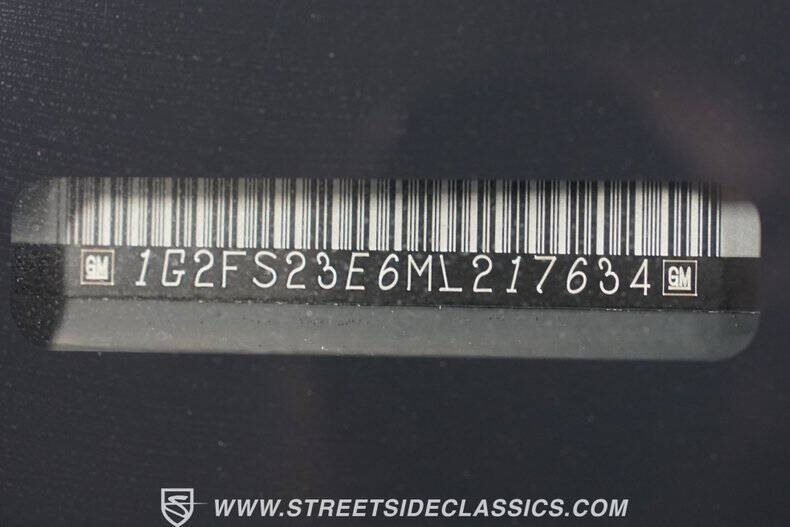 GM 1G2FS23E6ML217634 GM
WWW.STREETSIDECLASSICS.COM